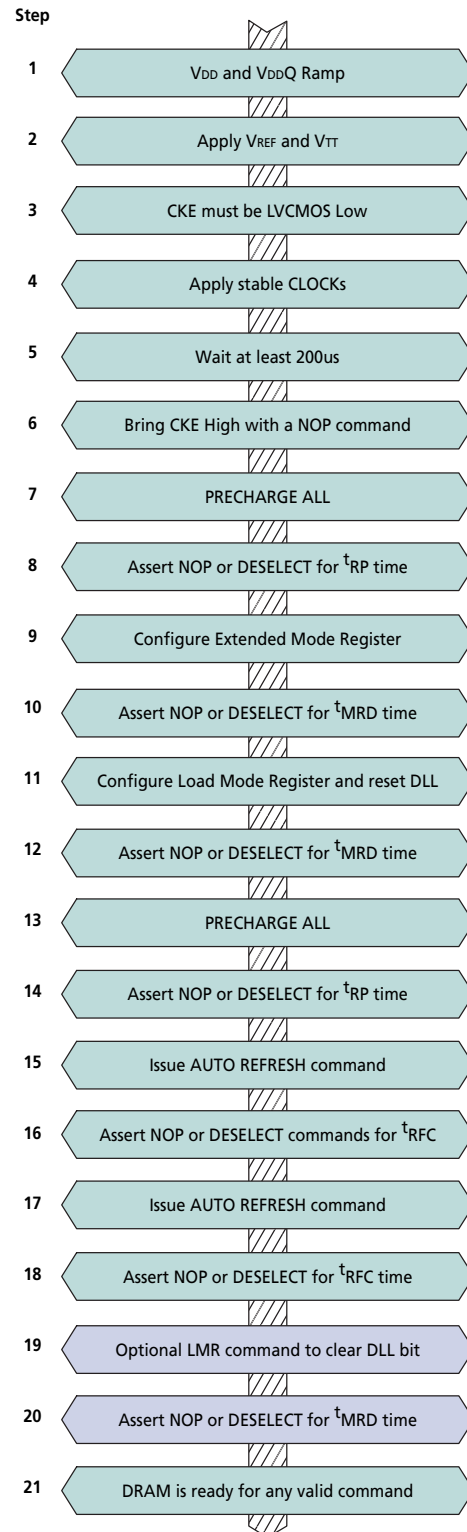 Step
1 VDD and VDDQ Ramp
2 Apply VREF and VTT
3 CKE must be LVCMOS Low
4 Apply stable CLOCKs
5 Wait at least 200us
6 Bring CKE High with a NOP command
7 PRECHARGE ALL
8 Assert NOP or DESELECT for tRP time
9 Configure Extended Mode Register
10 Assert NOP or DESELECT for tMRD time
11 Configure Load Mode Register and reset DLL
12 Assert NOP or DESELECT for tMRD time
13 PRECHARGE ALL
14 Assert NOP or DESELECT for tRP time
15 Issue AUTO REFRESH command
16 Assert NOP or DESELECT commands for tRFC
17 Issue AUTO REFRESH command
18 Assert NOP or DESELECT for tRFC time
19 Optional LMR command to clear DLL bit
20 Assert NOP or DESELECT for tMRD time
21 DRAM is ready for any valid command